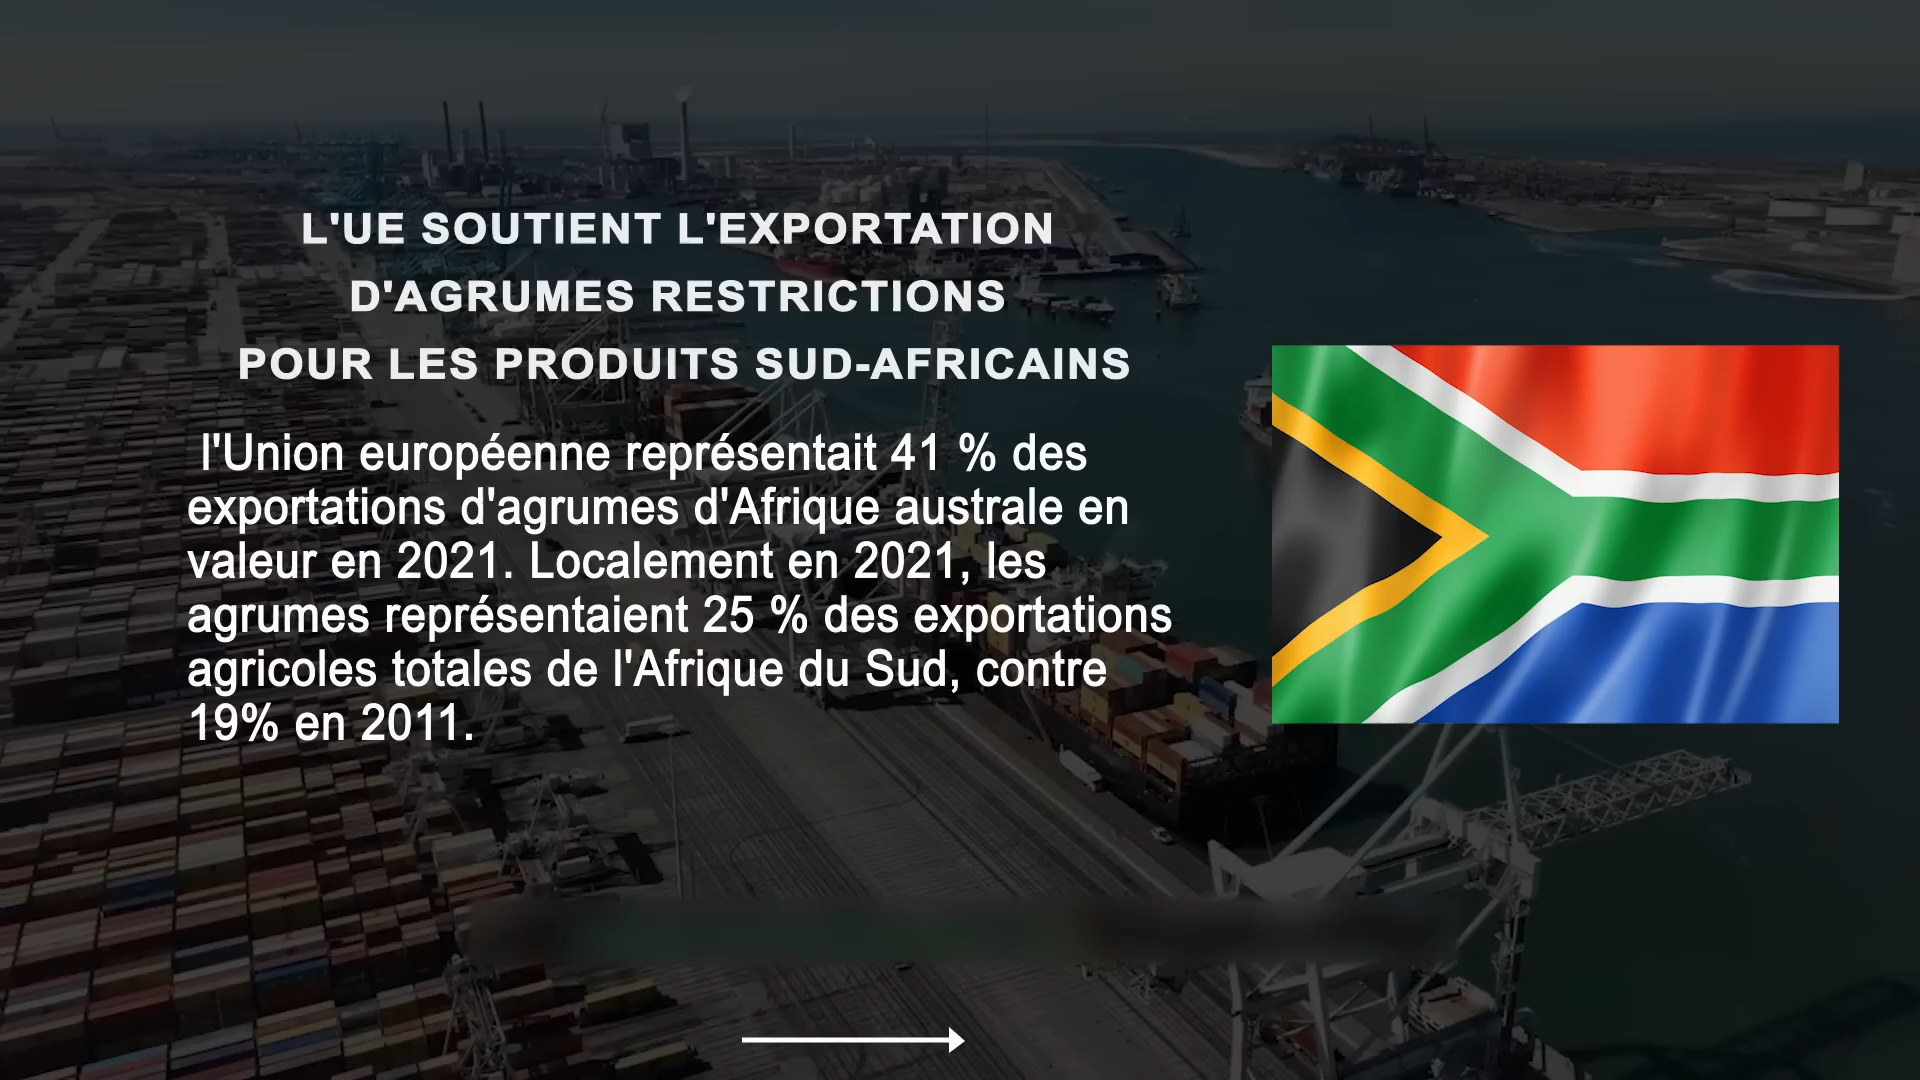 L'UE SOUTIENT L'EXPORTATION
D'AGRUMES RESTRICTIONS
POUR LES PRODUITS SUD-AFRICAINS
l'Union européenne représentait 41 % des
exportations d'agrumes d'Afrique australe en
valeur en 2021. Localement en 2021, les
agrumes représentaient 25 % des exportations
agricoles totales de l'Afrique du Sud, contre
19% en 2011.